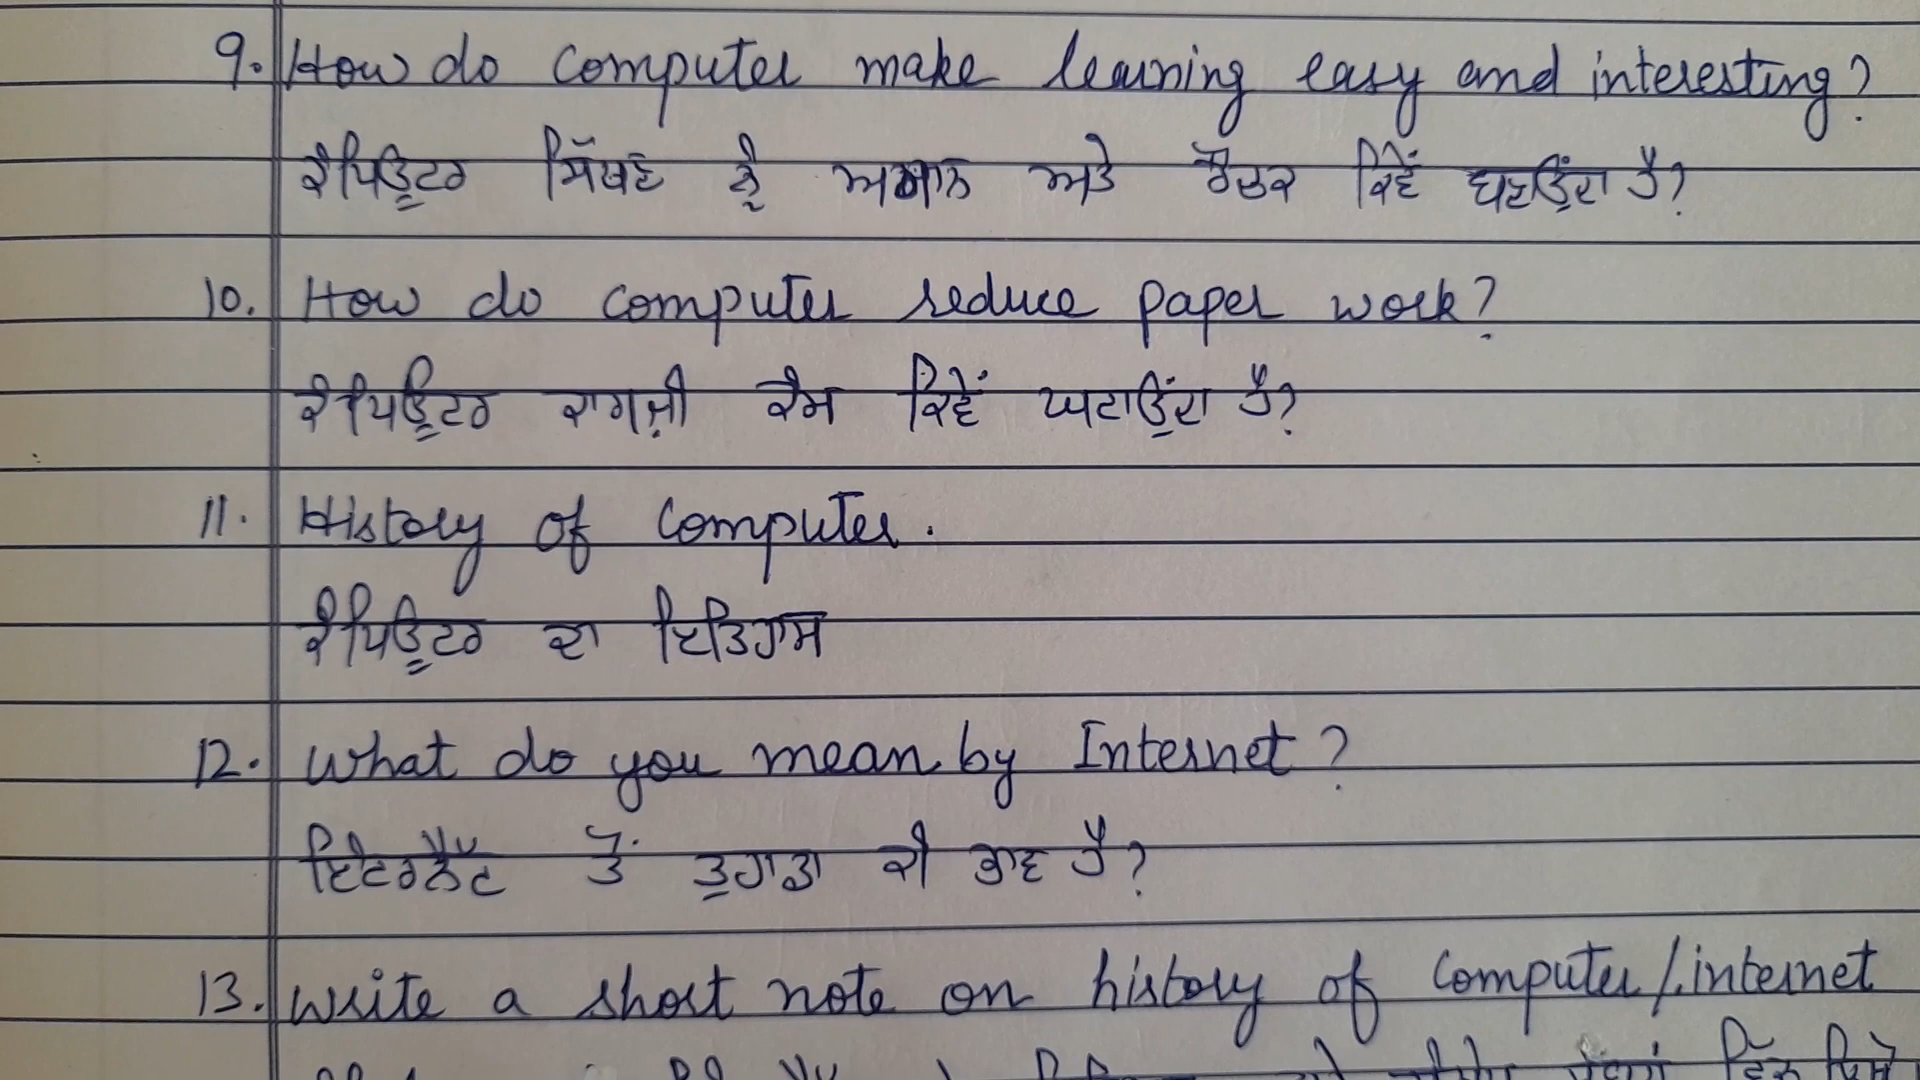 9. How do computer make learning easy and interesting?
ਕੰਪਿਊਟਰ ਸਿੱਖਣ ਨੂੰ ਅਸਾਨ ਅਤੇ ਰੌਚਕ ਕਿਵੇਂ ਬਣਾਉਂਦਾ ਹੈ?
10. How do computer reduce paper work?
ਕੰਪਿਊਟਰ ਕਾਗਜ਼ੀ ਕੰਮ ਕਿਵੇਂ ਘਟਾਉਂਦਾ ਹੈ?
11. History of computer.
ਕੰਪਿਊਟਰ ਦਾ ਇਤਿਹਾਸ
12. What do you mean by Internet?
ਇੰਟਰਨੈੱਟ ਤੋਂ ਤੁਹਾਡਾ ਕੀ ਭਾਵ ਹੈ?
13. Write a short note on history of computer/internet